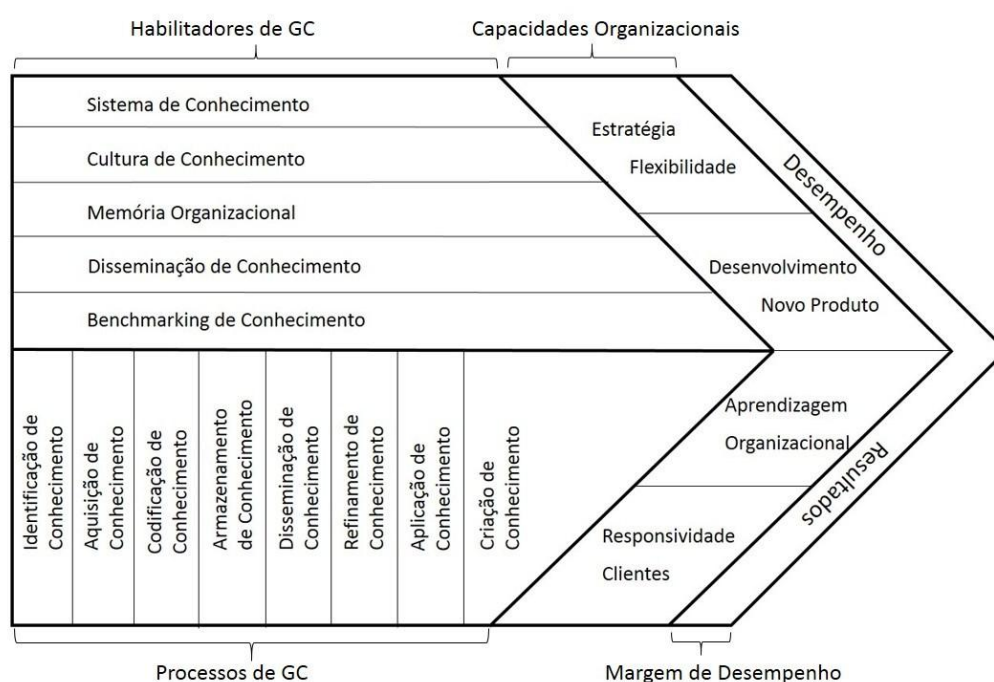 Habilitadores de GC
Capacidades Organizacionais
Sistema de Conhecimento
Cultura de Conhecimento
Memória Organizacional
Disseminação de Conhecimento
Benchmarking de Conhecimento
Estratégia
Flexibilidade
Desenvolvimento
Novo Produto
Desempenho
Identificação de
Conhecimento
Aquisição de
Conhecimento
Codificação de
Conhecimento
Armazenamento
de Conhecimento
Disseminação de
Conhecimento
Refinamento de
Conhecimento
Aplicação de
Conhecimento
Criação de
Conhecimento
Aprendizagem
Organizacional
Responsividade
Clientes
Resultados
Processos de GC
Margem de Desempenho